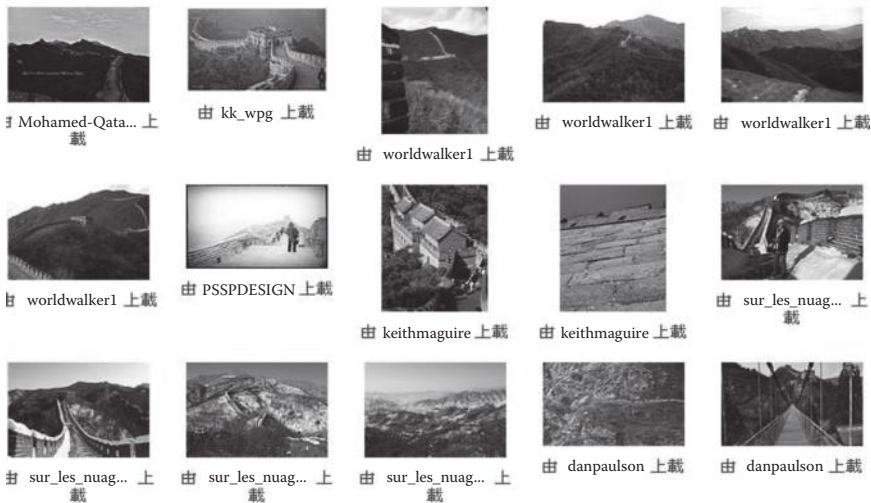 由 Mohamed-Qata... 上
載
由 kk_wpg 上載
由 worldwalker1 上載
由 worldwalker1 上載
由 worldwalker1 上載
由 worldwalker1 上載
由 PSSPDESIGN 上載
由 keithmaguire 上載
由 keithmaguire 上載
由 sur_les_nuag... 上
載
由 sur_les_nuag... 上
載
由 sur_les_nuag... 上
載
由 sur_les_nuag... 上
載
由 danpaulson 上載
由 danpaulson 上載